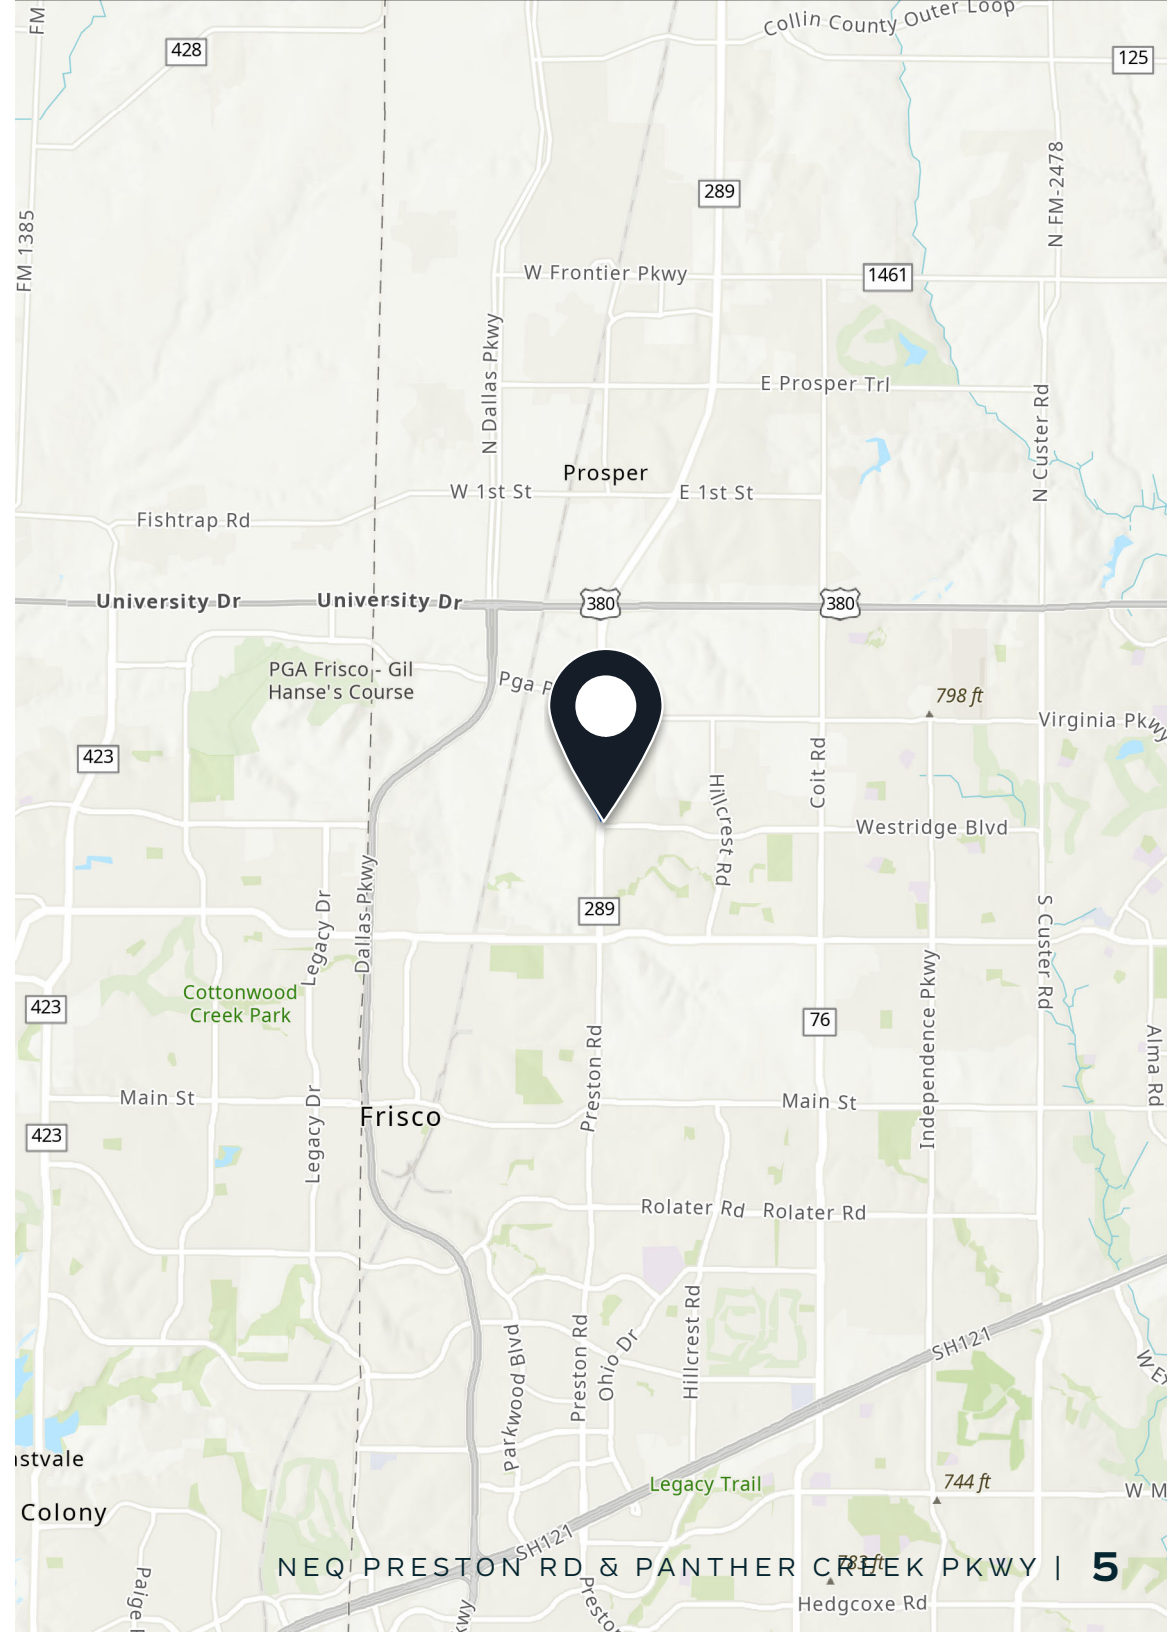 FM
428
Collin County Outer Loop
125
289
N FM-2478
FM 1385
W Frontier Pkwy
1461
N Dallas Pkwy
E Prosper Trl
N Custer Rd
Prosper
W 1st St
E 1st St
Fishtrap Rd
University Dr
University Dr
380
380
PGA Frisco - Gil
Hanse's Course
Pga
798 ft
Virginia Pkwy
423
Coit Rd
Hillcrest Rd
Westridge Blvd
Dallas Pkwy
Legacy Dr
289
S Custer Rd
Cottonwood
Creek Park
423
76
Independence Pkwy
Preston Rd
Alma Rd
Main St
Main St
Frisco
423
Legacy Dr
Rolater Rd
Rolater Rd
Hillcrest Rd
Preston Rd
Ohio Dr
Parkwood Blvd
SH121
Colony
Legacy Trail
744 ft
SH121
783 ft
NEQ PRESTON RD & PANTHER CREEK PKWY | 5
Paige
Hedgcoxe Rd